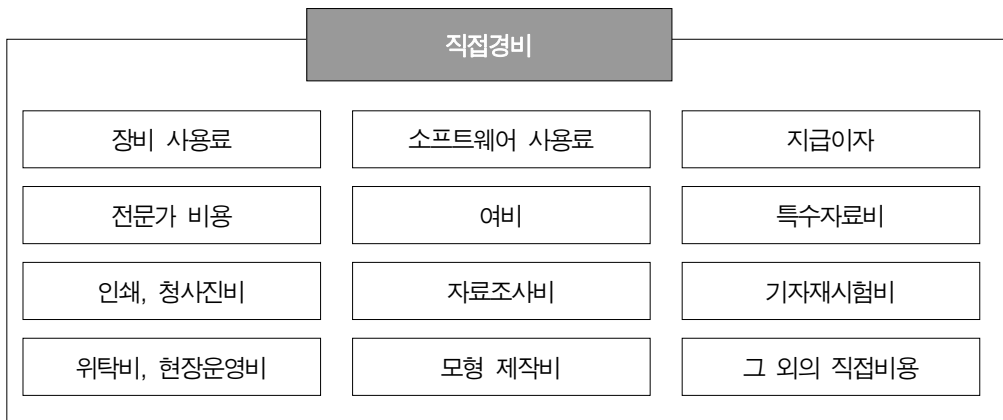 직접경비
장비 사용료
소프트웨어 사용료
지급이자
전문가 비용
여비
특수자료비
인쇄, 청사진비
자료조사비
기자재시험비
위탁비, 현장운영비
모형 제작비
그 외의 직접비용